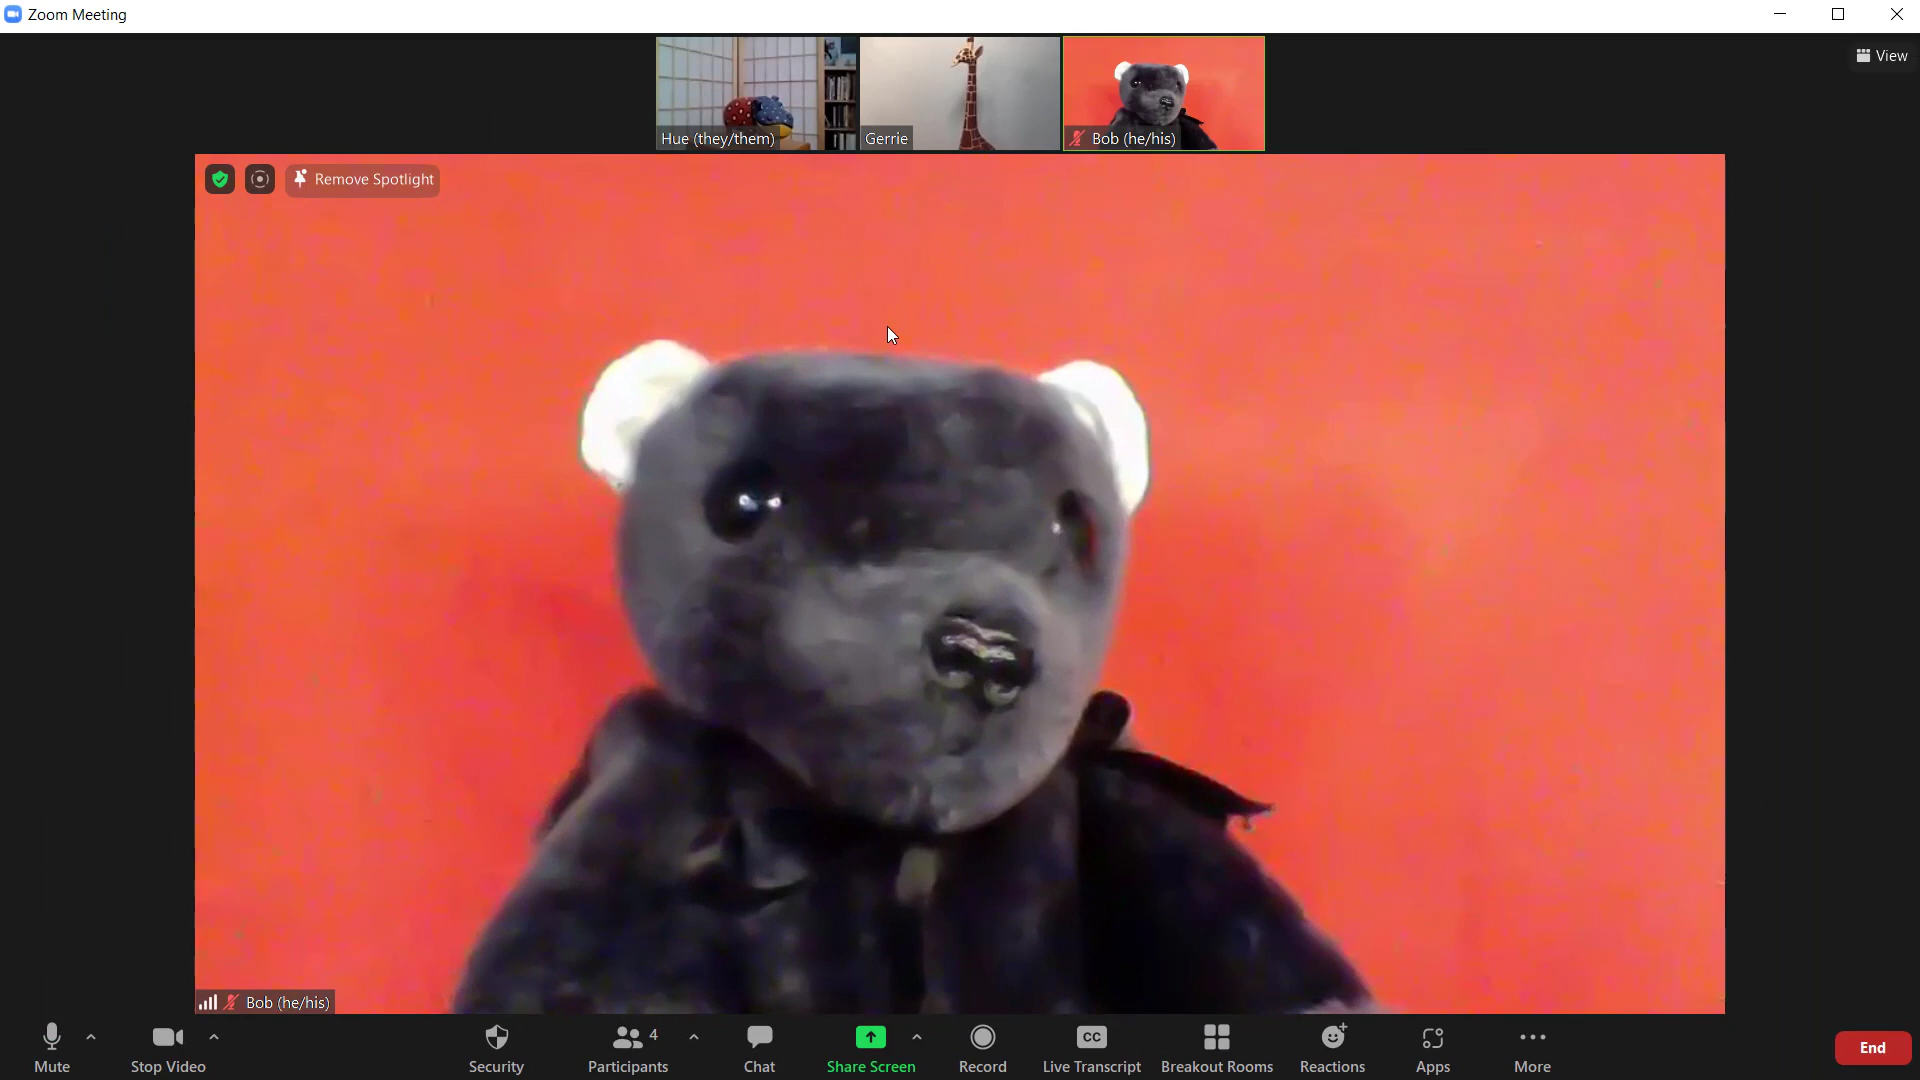 Zoom Meeting
View
Hue (they/them)
Gerrie
Bob (he/his)
Remove Spotlight
Bob (he/his)
4
Mute
Stop Video
Security
Participants
Chat
Share Screen
Record
CC
Live Transcript
Breakout Rooms
Reactions
Apps
More
End